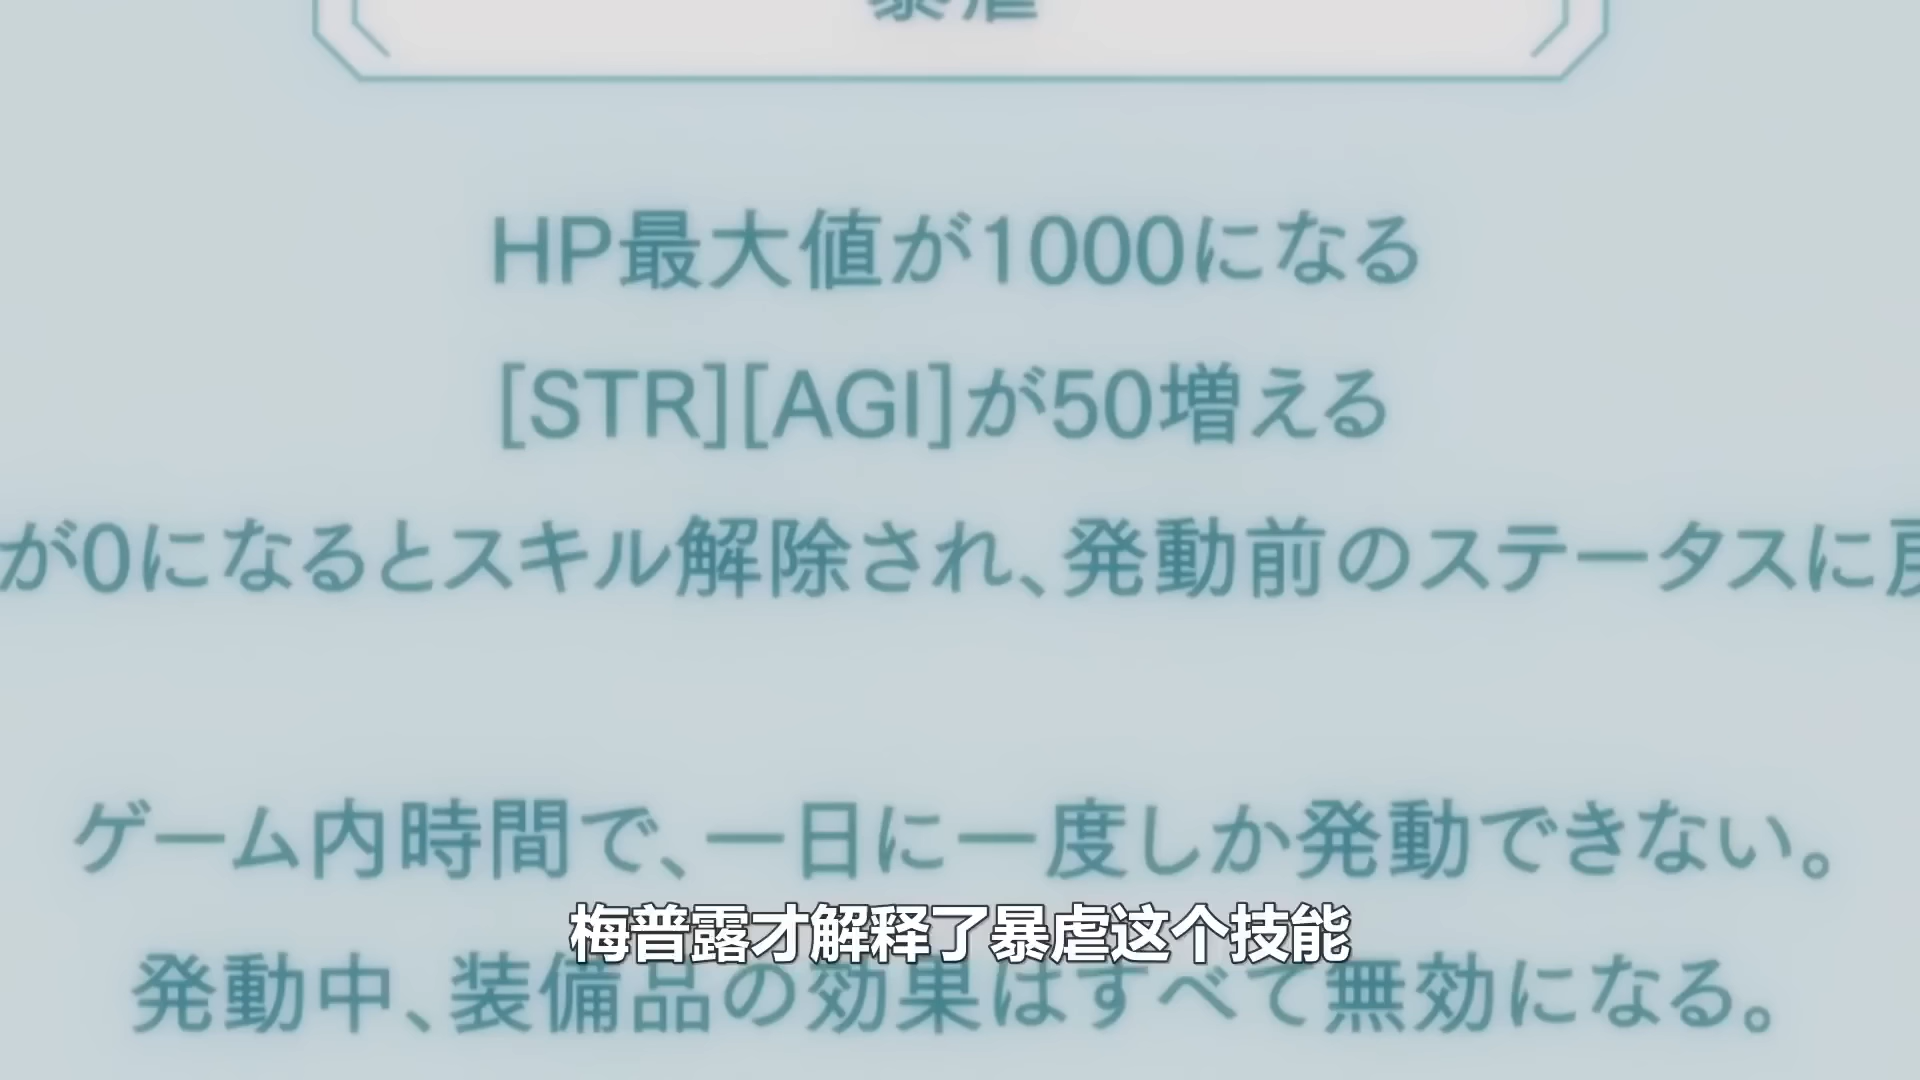 暴虐
HP最大値が1000になる
[STR][AGI]が50増える
が0になるとスキル解除され、発動前のステータスに戻
ゲーム内時間で、一日に一度しか発動できない。
梅普露才解释了暴虐这个技能
発動中、装備品の効果はすべて無効になる。